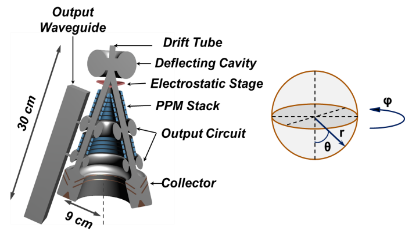 Output
Waveguide
Drift Tube
Deflecting Cavity
Electrostatic Stage
PPM Stack
Output Circuit
Collector
30 cm
9 cm
φ
r
θ